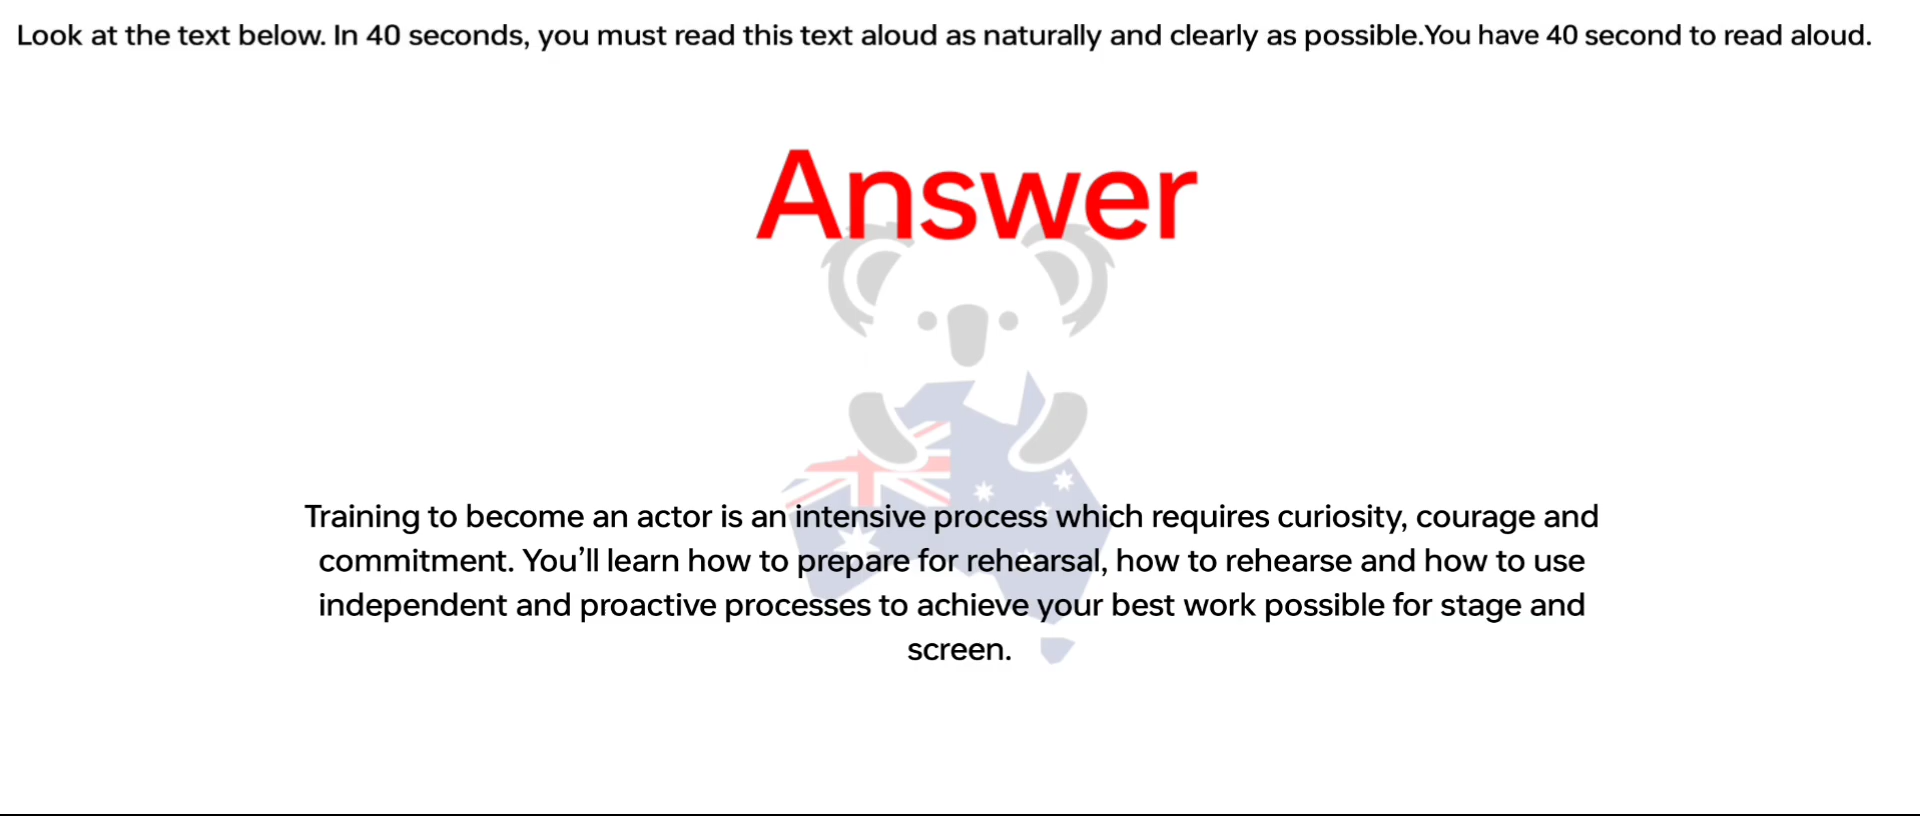 Look at the text below. In 40 seconds, you must read this text aloud as naturally and clearly as possible.You have 40 second to read aloud.
Answer
Training to become an actor is an intensive process which requires curiosity, courage and
commitment. You’ll learn how to prepare for rehearsal, how to rehearse and how to use
independent and proactive processes to achieve your best work possible for stage and
screen.